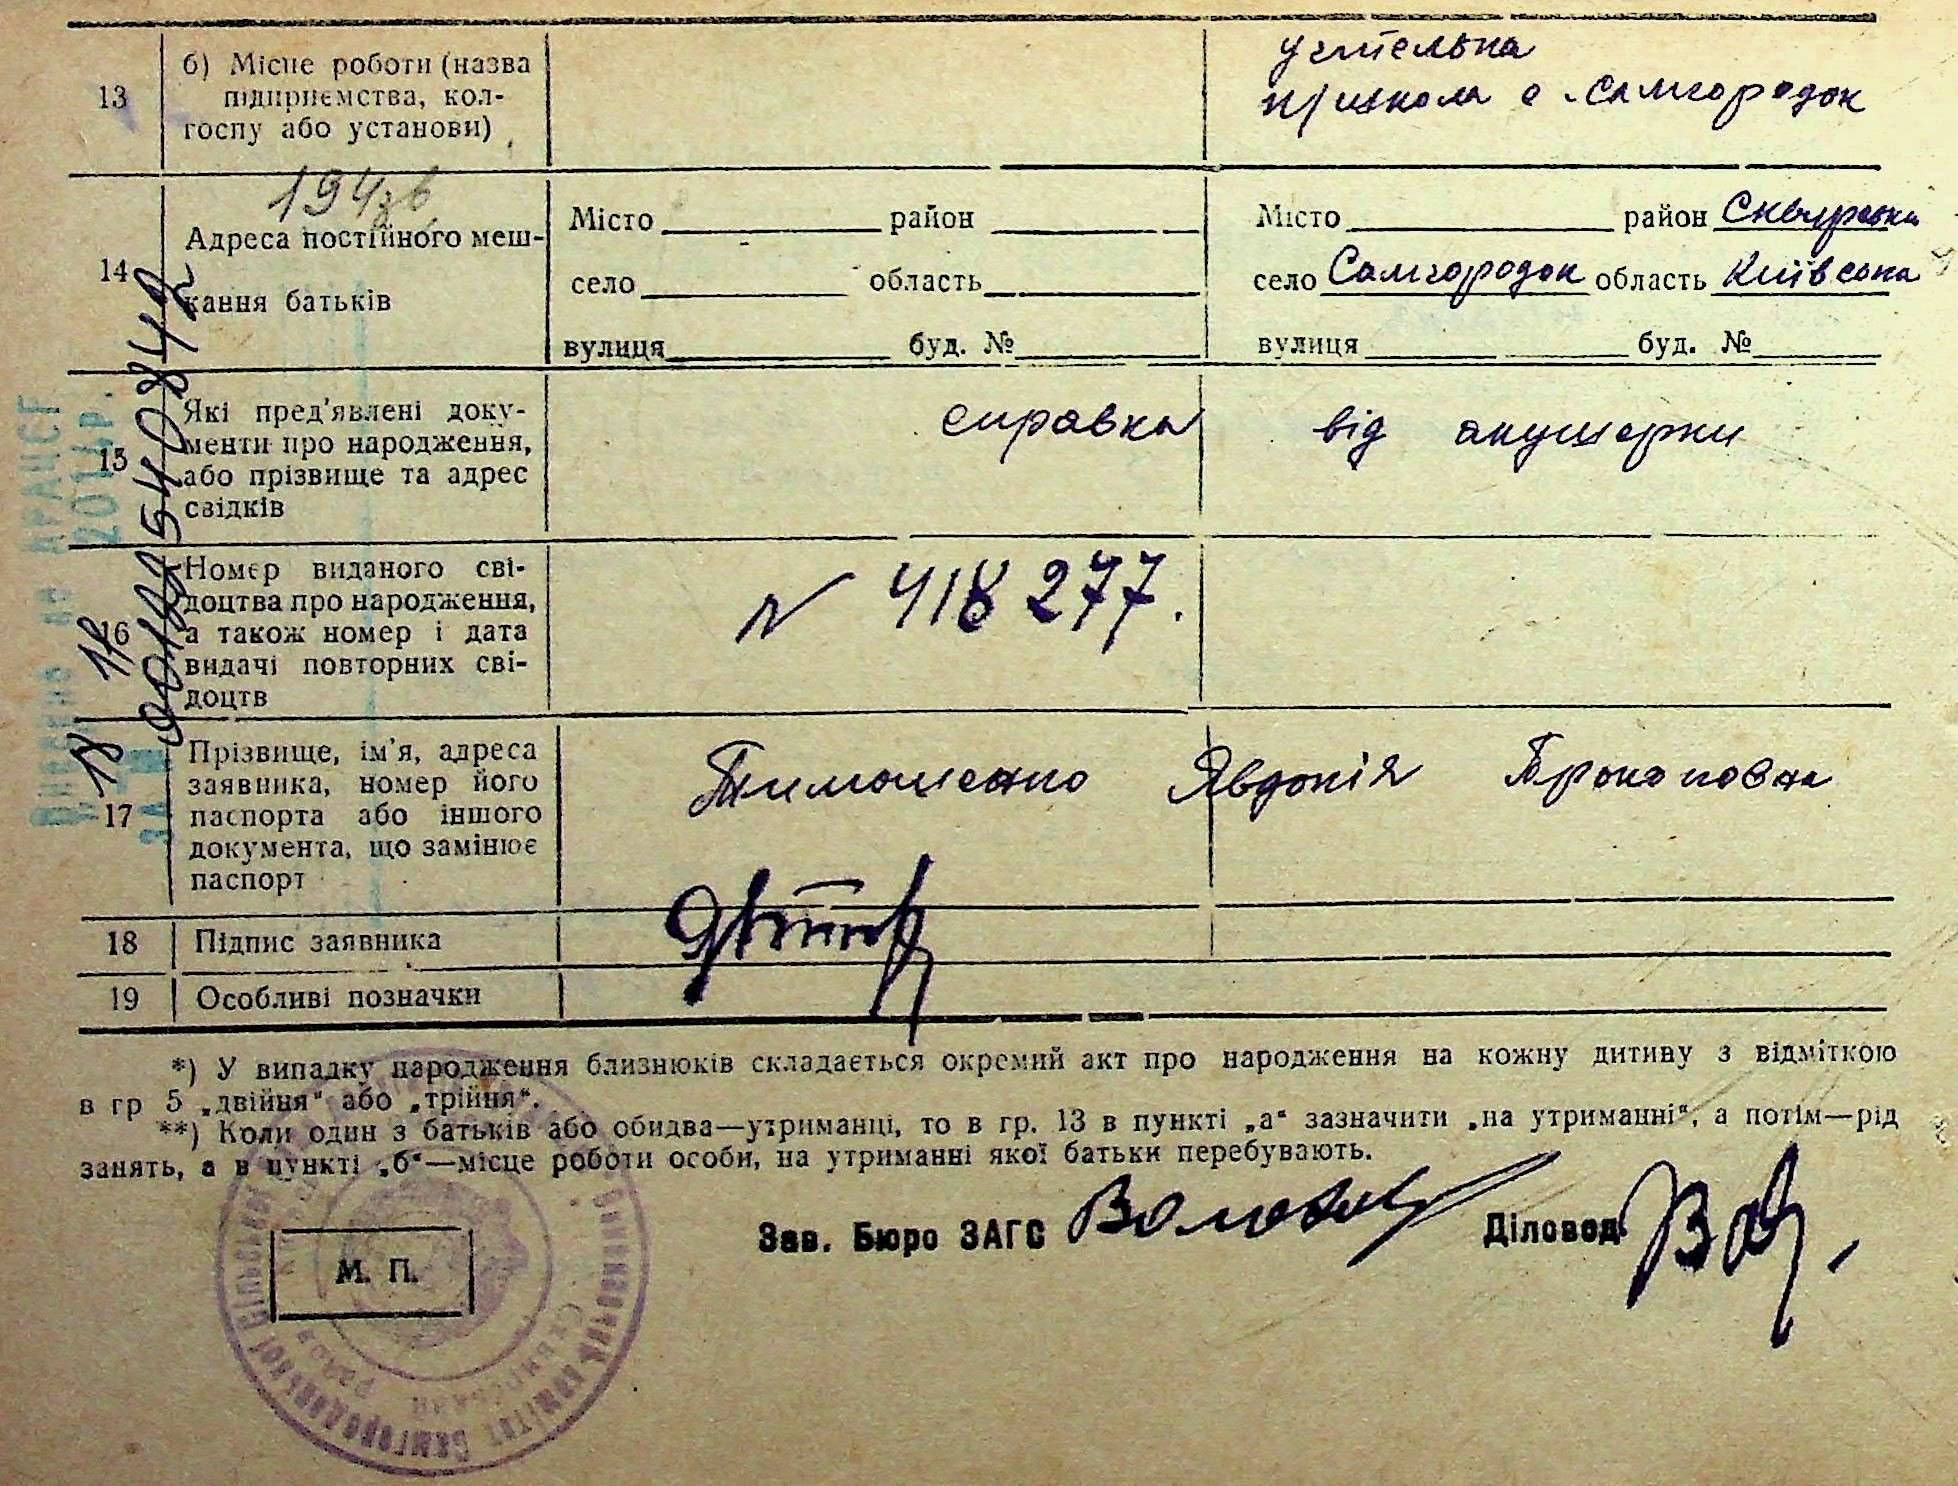 учителька
13 б) Місце роботи (назва
підприємства, кол-
госпу або установи)
школа с. Самгородок
194
14 Адреса постійного меш-
кання батьків
Місто район
село область
вулиця буд. №
Місто район Сквирська
село Самгородок область Київська
вулиця буд. №
15 Які пред'явлені доку-
менти про народження,
або прізвище та адрес
свідків
справка від акушерки
16 Номер виданого сві-
доцтва про народження,
а також номер і дата
видачі повторних сві-
доцтв
N 418277.
17 Прізвище, ім'я, адреса
заявника, номер його
паспорта або іншого
документа, що замінює
паспорт
Тимошенко Явдокія Прокоповна
18 Підпис заявника
19 Особливі позначки
*) У випадку народження близнюків складається окремий акт про народження на кожну дитину з відміткою
в гр 5 „двійня“ або „трійня“.
**) Коли один з батьків або обидва—утриманці, то в гр. 13 в пункті „а“ зазначити „на утриманні“, а потім—рід
занять, а в пункті „б“—місце роботи особи, на утриманні якої батьки перебувають.
Зав. Бюро ЗАГС
Діловод
М. П.